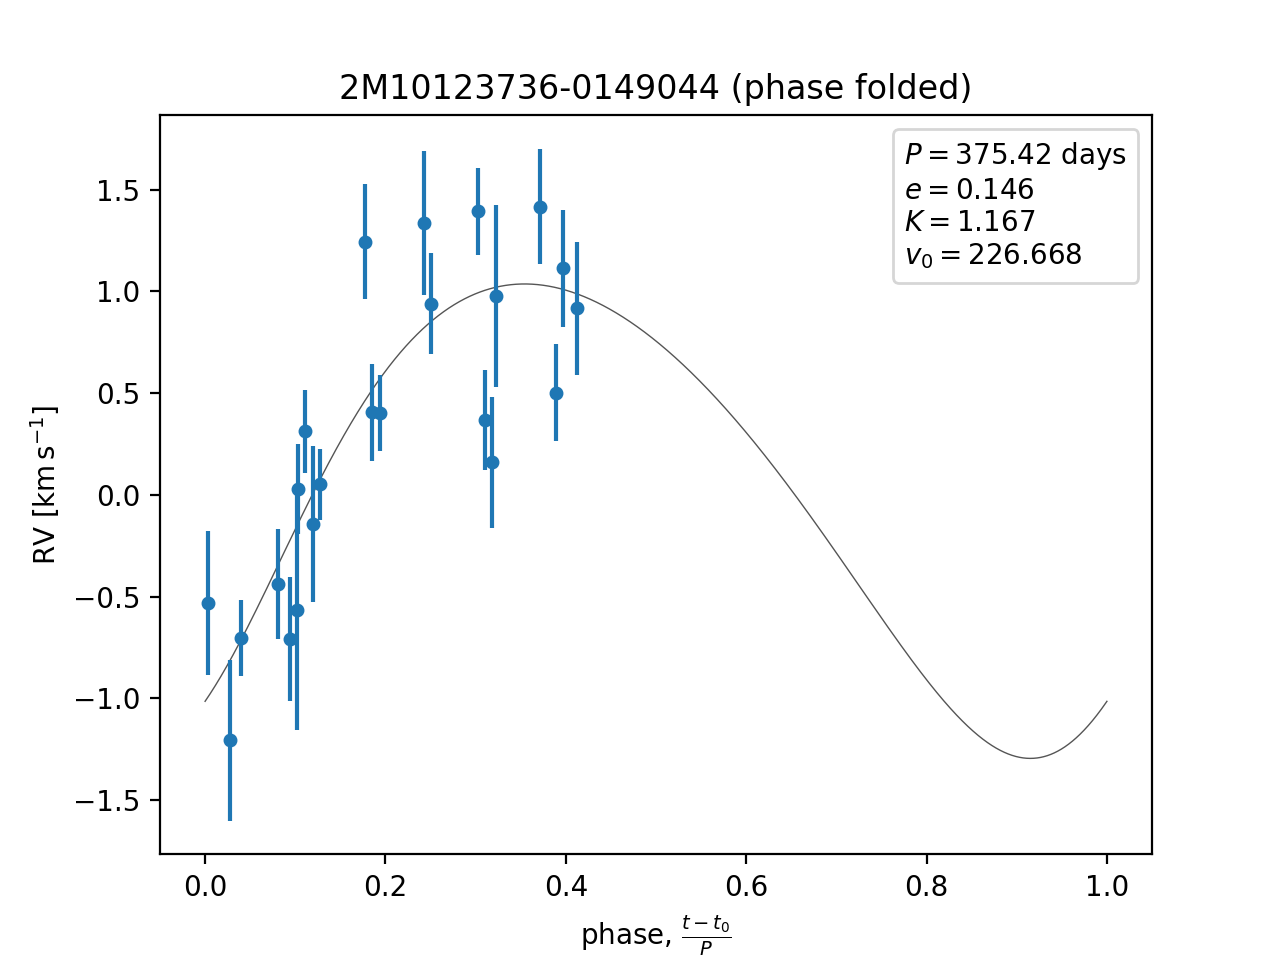 2M10123736-0149044 (phase folded)
P = 375.42 days
e = 0.146
K = 1.167
v₀ = 226.668
1.5
1.0
0.5
0.0
−0.5
−1.0
−1.5
RV [km s⁻¹]
0.0 0.2 0.4 0.6 0.8 1.0
phase, (t − t₀)/P